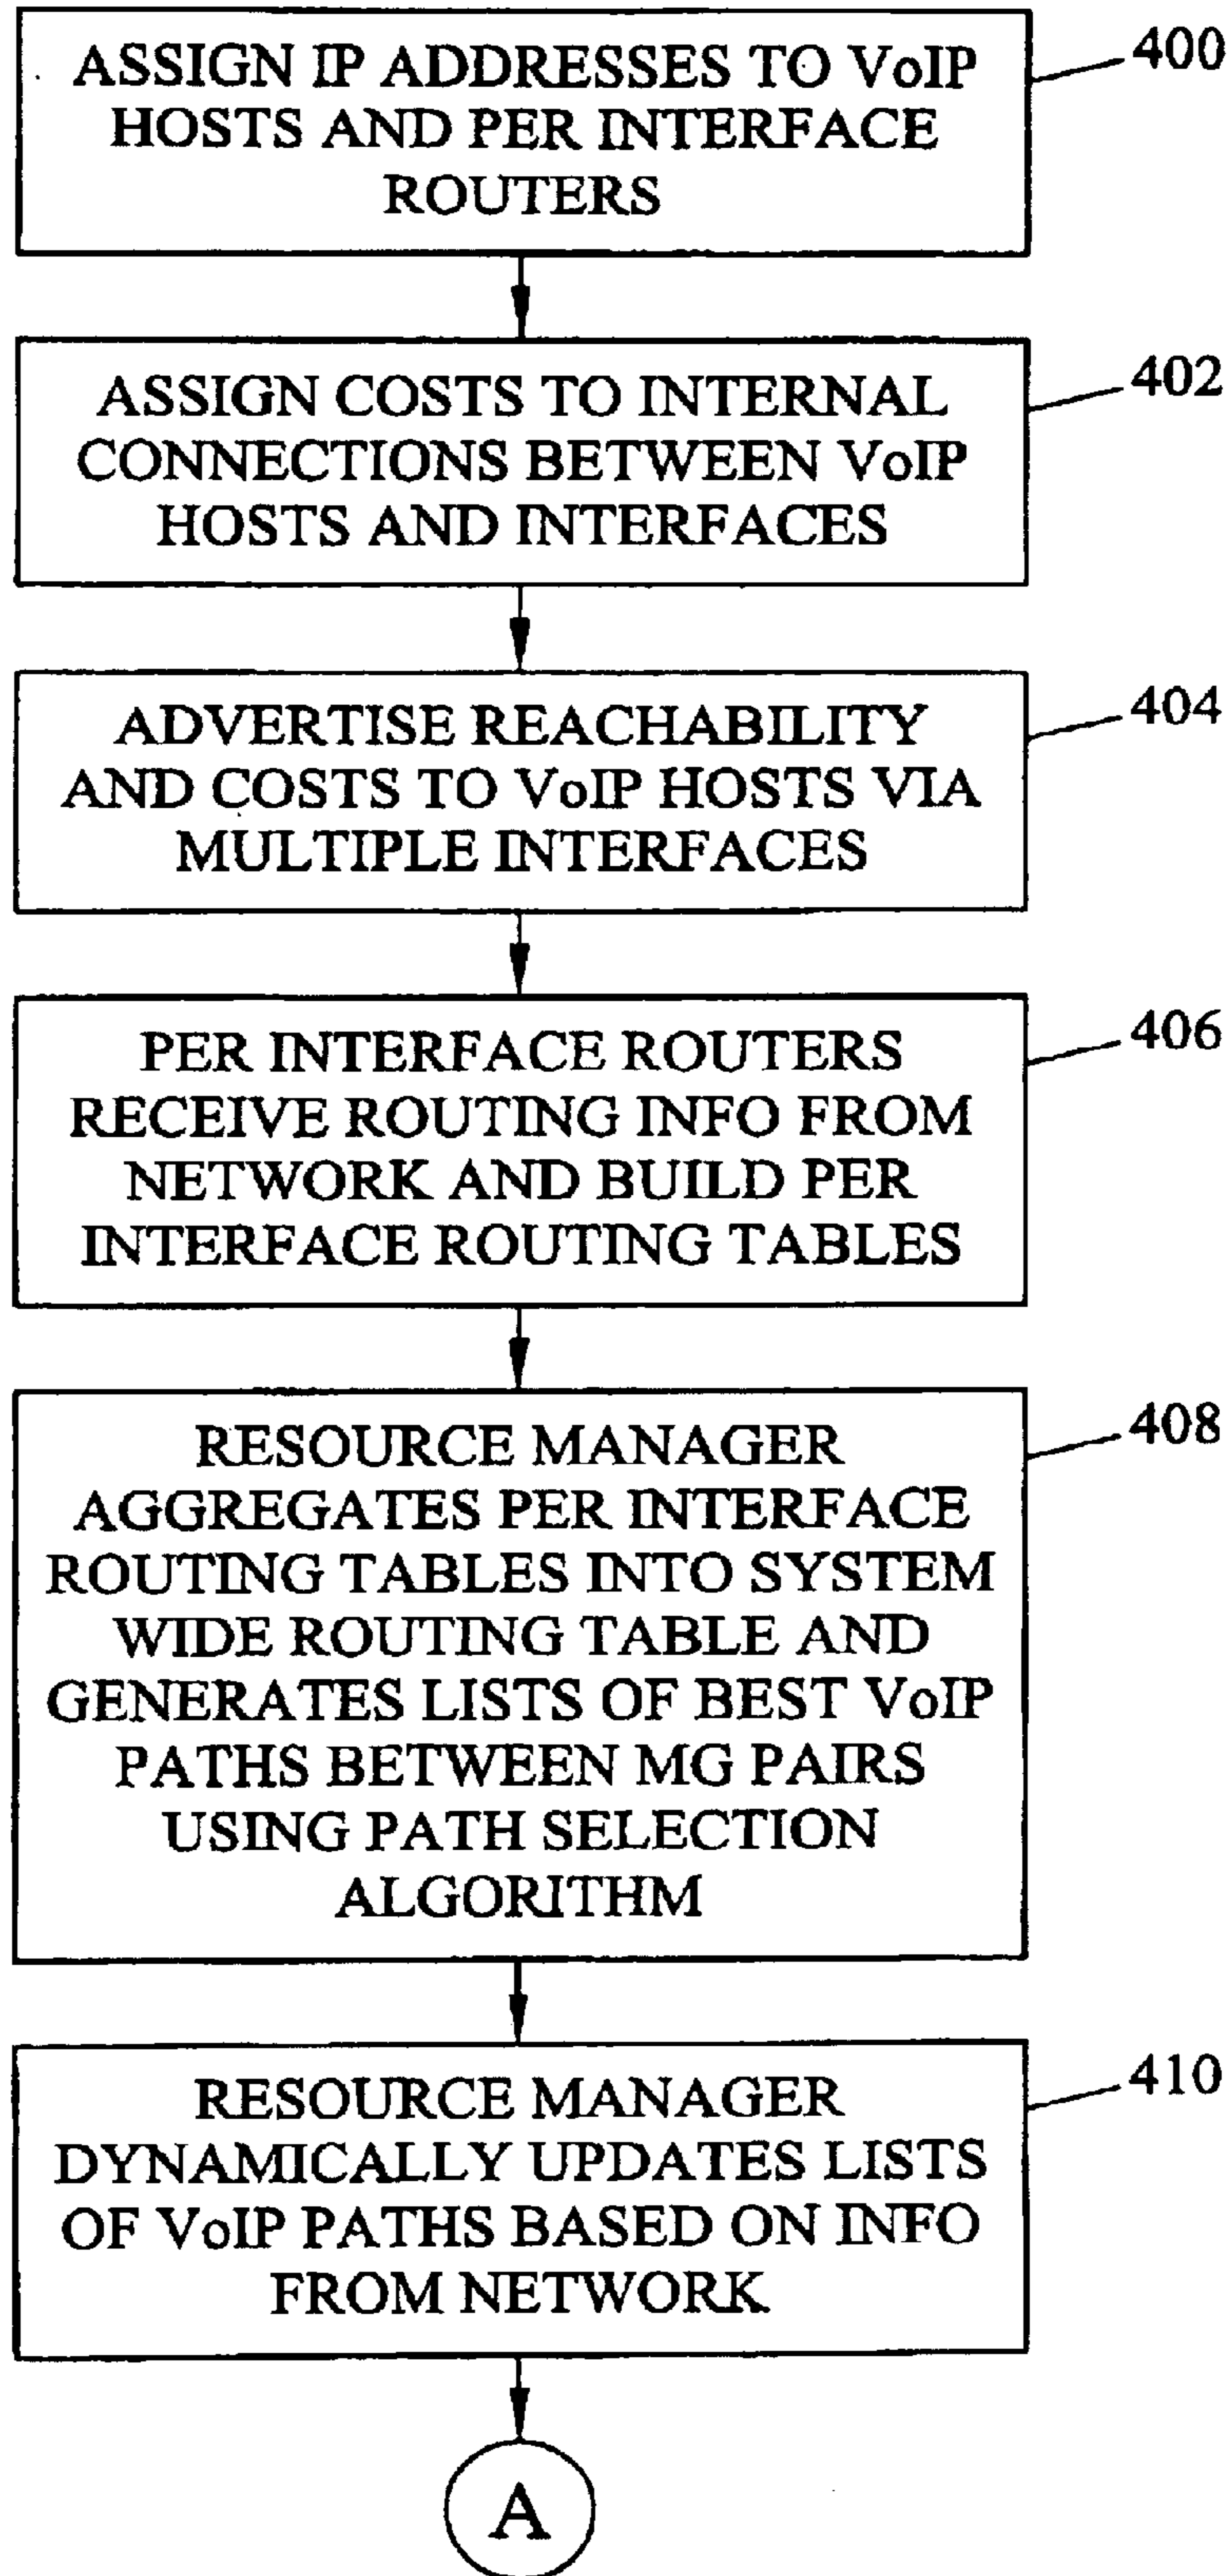 ASSIGN IP ADDRESSES TO VoIP
HOSTS AND PER INTERFACE
ROUTERS
400
ASSIGN COSTS TO INTERNAL
CONNECTIONS BETWEEN VoIP
HOSTS AND INTERFACES
402
ADVERTISE REACHABILITY
AND COSTS TO VoIP HOSTS VIA
MULTIPLE INTERFACES
404
PER INTERFACE ROUTERS
RECEIVE ROUTING INFO FROM
NETWORK AND BUILD PER
INTERFACE ROUTING TABLES
406
RESOURCE MANAGER
AGGREGATES PER INTERFACE
ROUTING TABLES INTO SYSTEM
WIDE ROUTING TABLE AND
GENERATES LISTS OF BEST VoIP
PATHS BETWEEN MG PAIRS
USING PATH SELECTION
ALGORITHM
408
RESOURCE MANAGER
DYNAMICALLY UPDATES LISTS
OF VoIP PATHS BASED ON INFO
FROM NETWORK
410
A